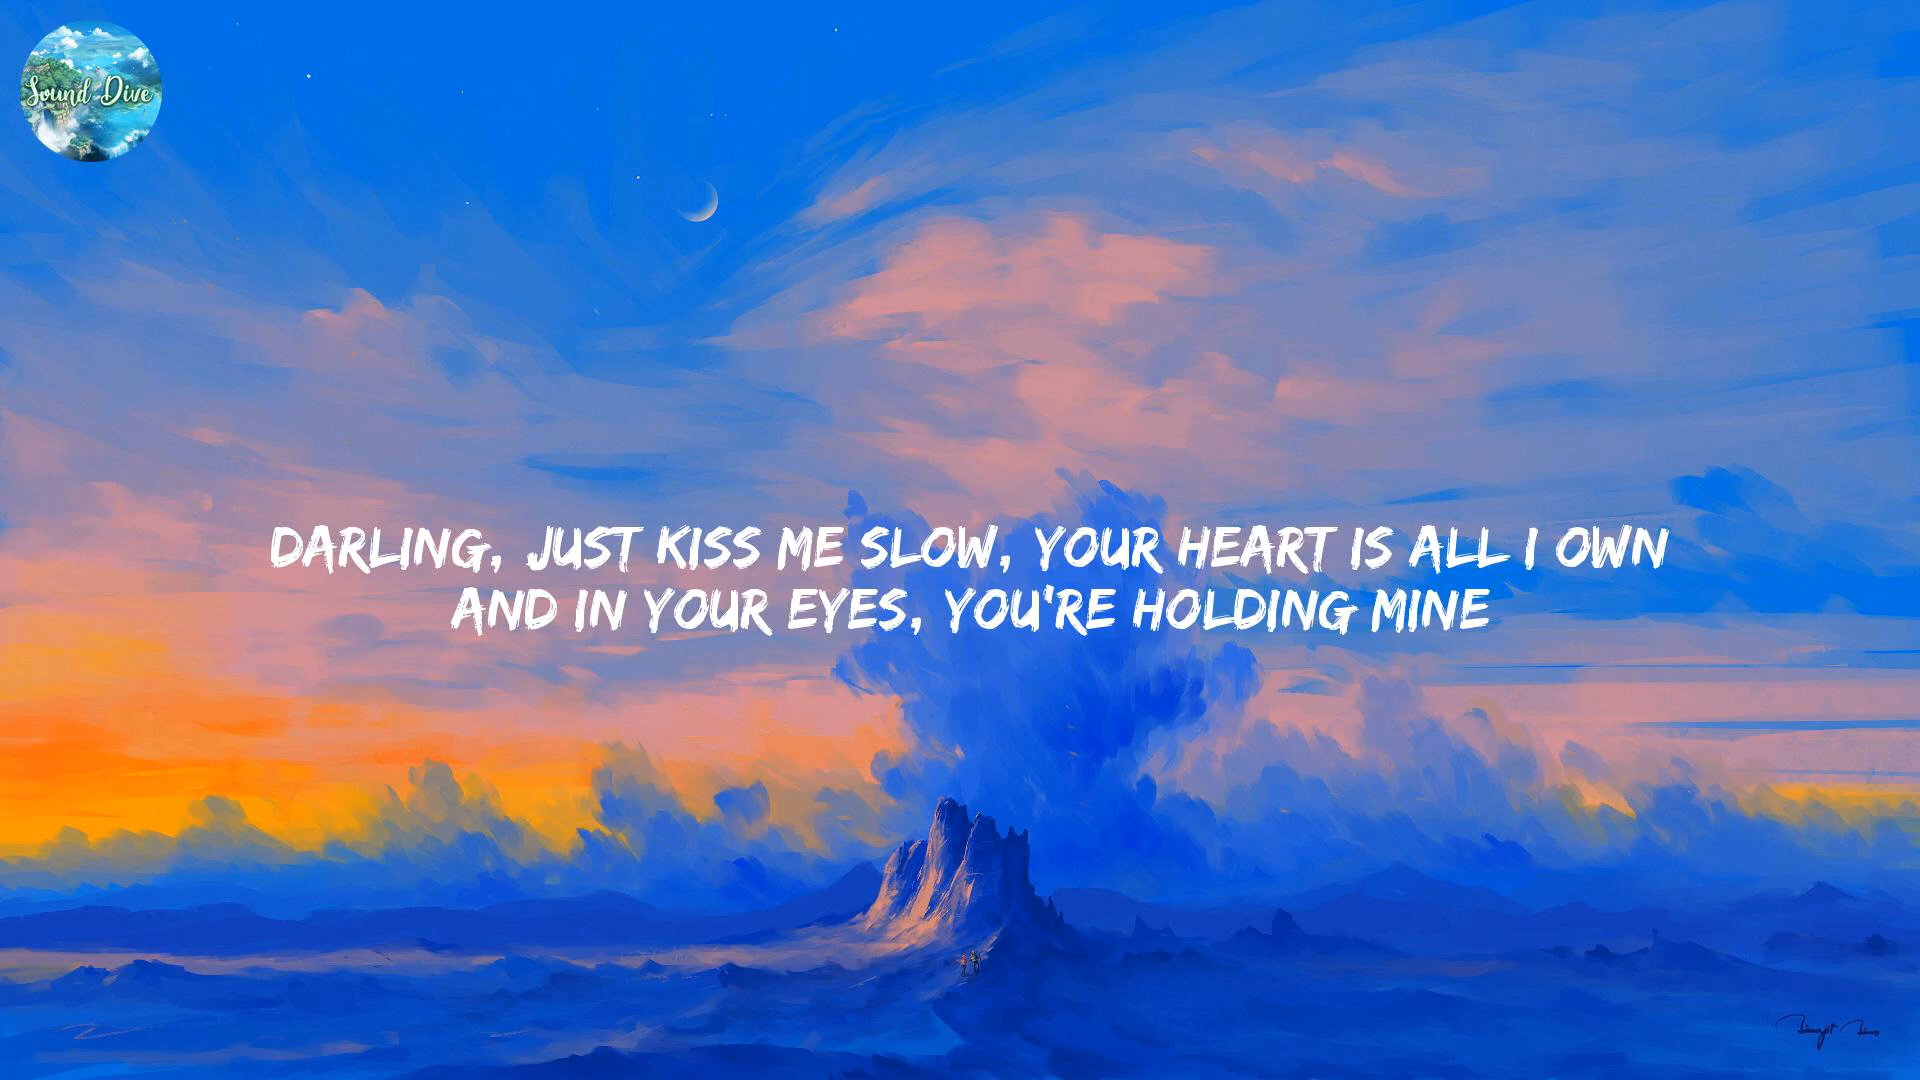 Sound Dive
DARLING, JUST KISS ME SLOW, YOUR HEART IS ALL I OWN
AND IN YOUR EYES, YOU'RE HOLDING MINE